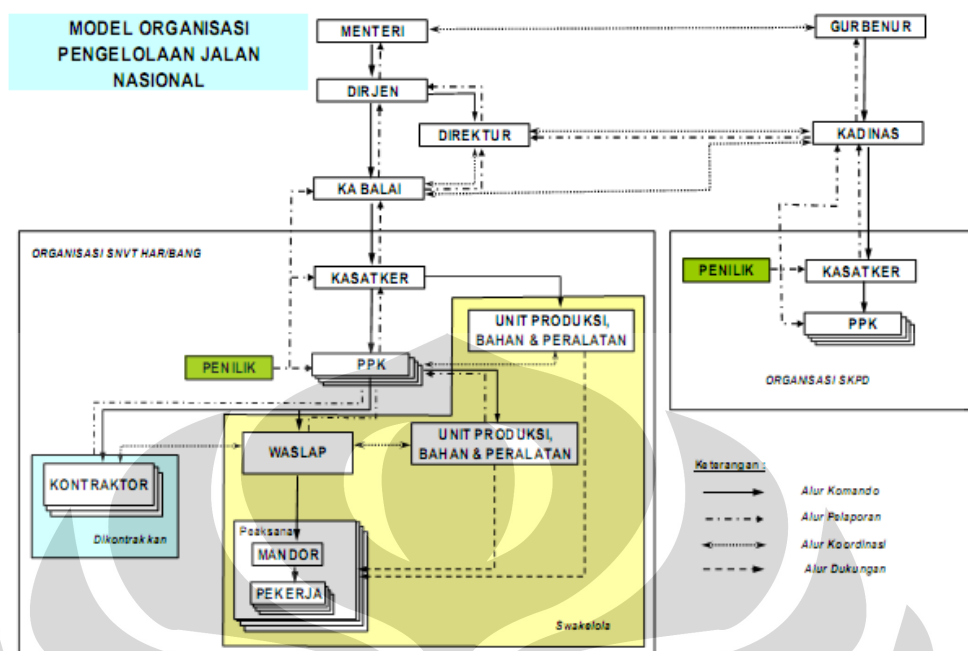 MODEL ORGANISASI
PENGELOLAAN JALAN
NASIONAL
MENTERI
GURBENUR
DIRJEN
DIREKTUR
KADINAS
KA BALAI
ORGANISASI SNVT HAR/BANG
KASATKER
PENILIK
KASATKER
UNIT PRODUKSI,
BAHAN & PERALATAN
PPK
PENILIK
PPK
ORGANISASI SKPD
WASLAP
UNIT PRODUKSI,
BAHAN & PERALATAN
KONTRAKTOR
Dikontrakkan
Peaksana
MANDOR
PEKERJA
Swakelola
Keterangan :
Alur Komando
Alur Pelaporan
Alur Koordinasi
Alur Dukungan